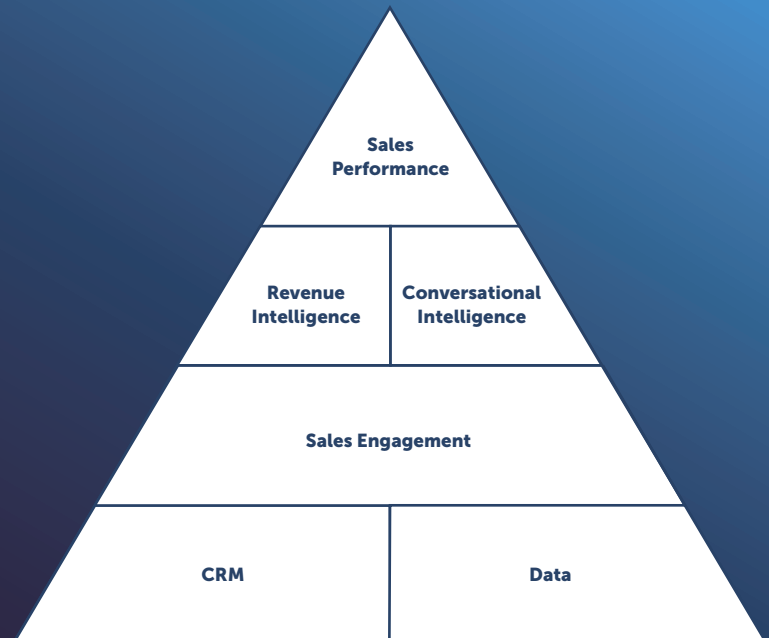 Sales
Performance
Revenue
Intelligence
Conversational
Intelligence
Sales Engagement
CRM
Data